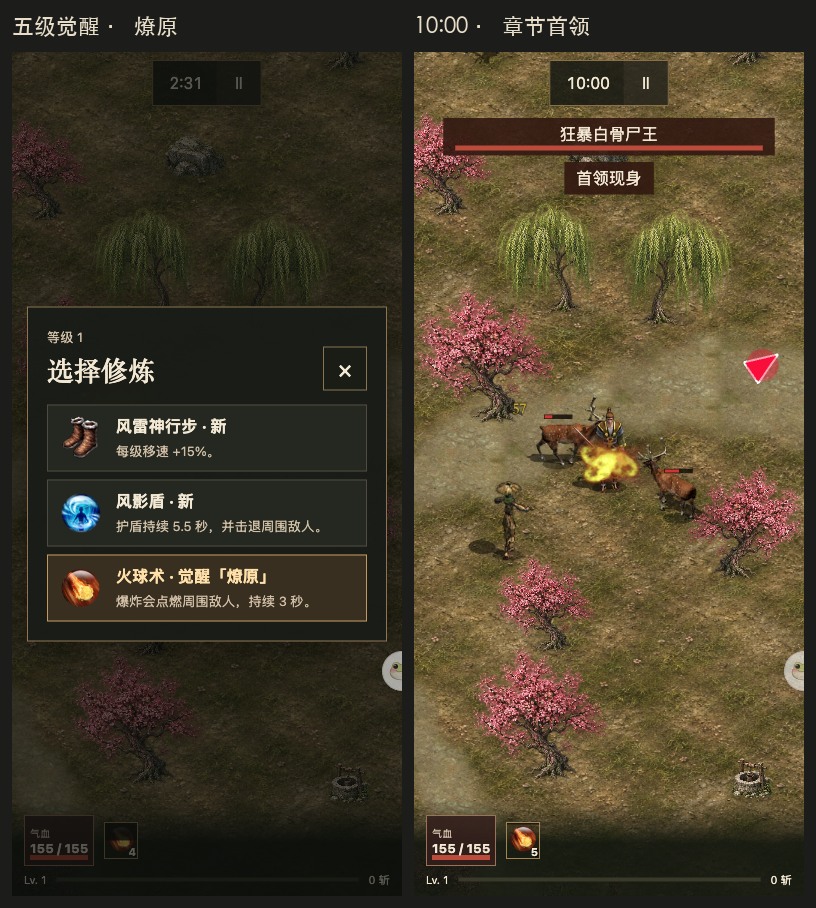 五级觉醒 · 燎原
2:31
等级 1
选择修炼
风雷神行步 · 新
每级移速 +15%。
风影盾 · 新
护盾持续 5.5 秒，并击退周围敌人。
火球术 · 觉醒「燎原」
爆炸会点燃周围敌人，持续 3 秒。
气血
155 / 155
4
Lv. 1
0 斩
10:00 · 章节首领
10:00
狂暴白骨尸王
首领现身
57
气血
155 / 155
5
Lv. 1
0 斩